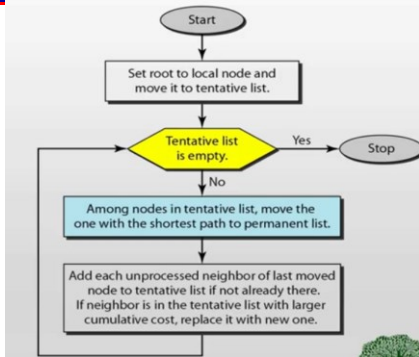 Start
Set root to local node and
move it to tentative list.
Tentative list
is empty.
Yes
Stop
No
Among nodes in tentative list, move the
one with the shortest path to permanent list.
Add each unprocessed neighbor of last moved
node to tentative list if not already there.
If neighbor is in the tentative list with larger
cumulative cost, replace it with new one.